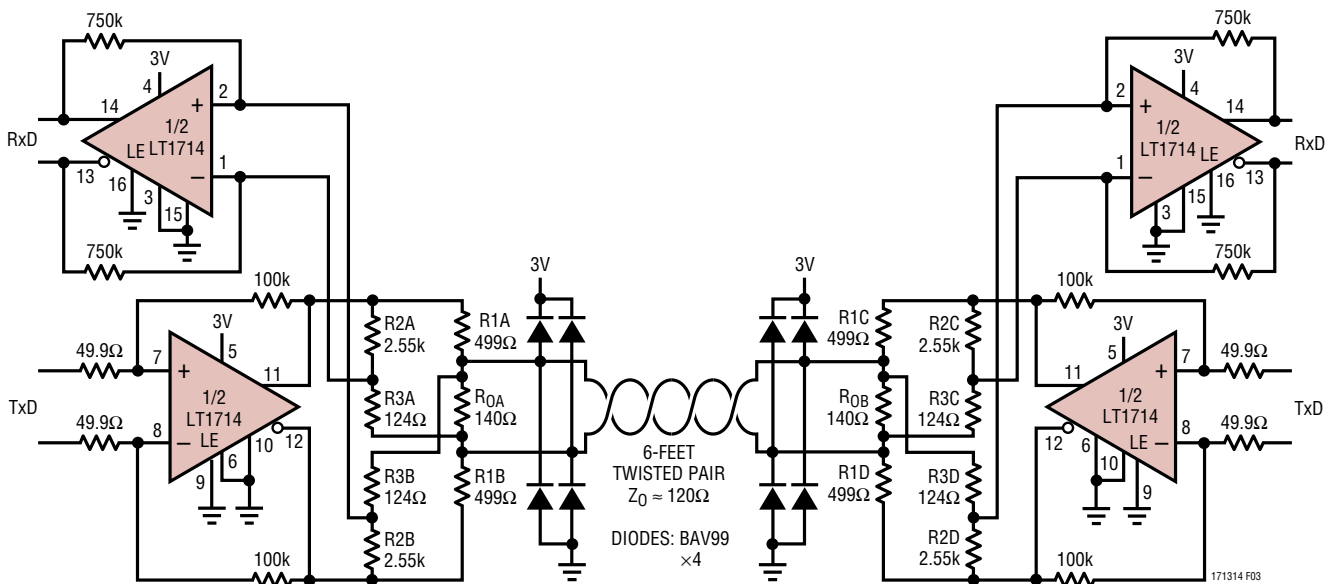 750k
3V
4
2
14
+
1/2
LT1714
LE
RxD
1
−
13
16
3
15
750k
100k
3V
49.9Ω
7
5
+
11
1/2
LT1714
TxD
49.9Ω
8
−
LE
10
12
6
9
100k
R2A
2.55k
R1A
499Ω
R3A
124Ω
ROA
140Ω
R3B
124Ω
R1B
499Ω
R2B
2.55k
3V
3V
6-FEET
TWISTED PAIR
ZO ≈ 120Ω
DIODES: BAV99
×4
R1C
499Ω
R2C
2.55k
ROB
140Ω
R3C
124Ω
R1D
499Ω
R3D
124Ω
R2D
2.55k
750k
3V
2
4
14
+
1/2
LT1714
LE
RxD
1
−
16
13
15
3
750k
100k
3V
5
7
49.9Ω
11
+
1/2
LT1714
TxD
12
6
LE
−
8
49.9Ω
10
9
100k
171314 F03